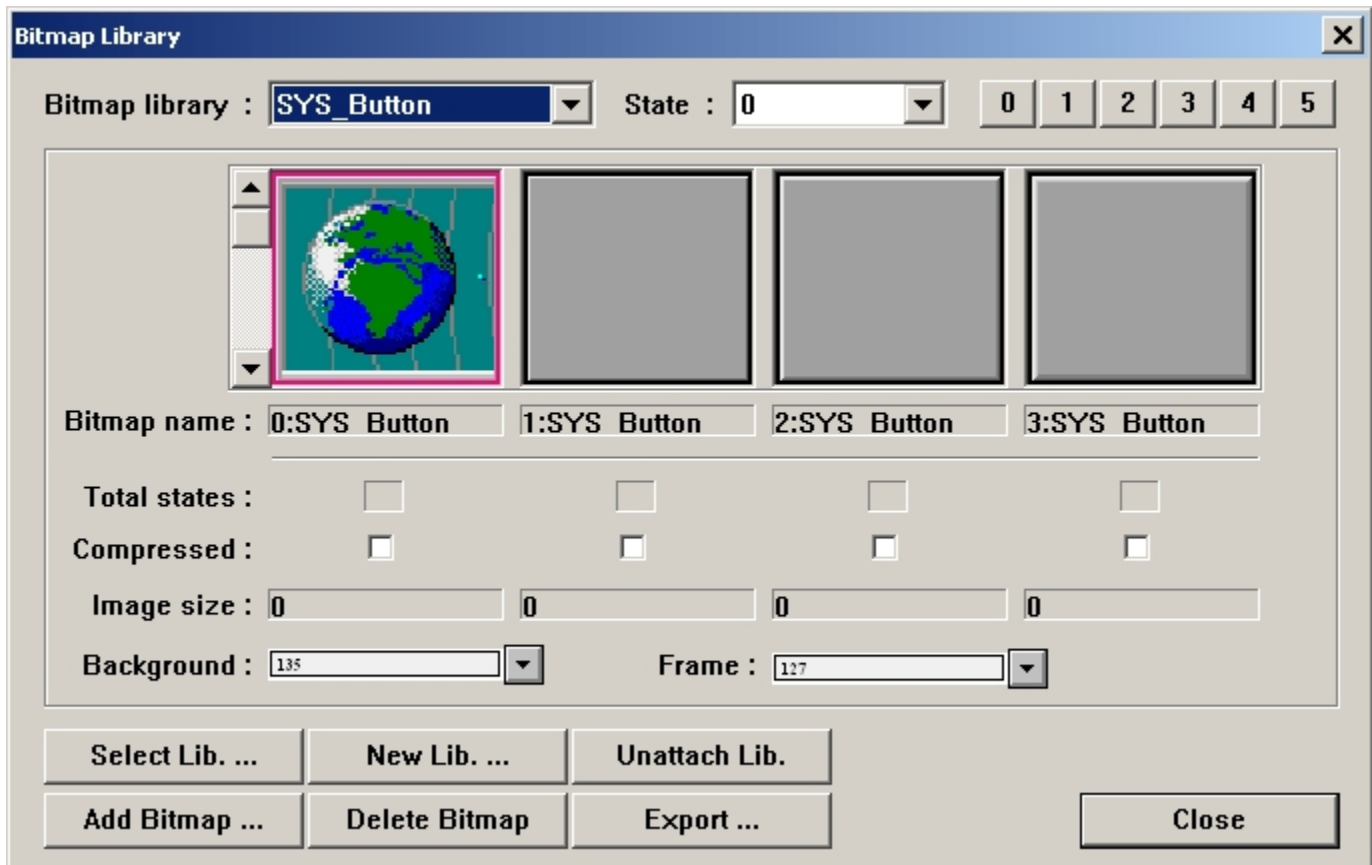 Bitmap Library
Bitmap library : SYS_Button State : 0 0 1 2 3 4 5
Bitmap name : 0:SYS Button 1:SYS Button 2:SYS Button 3:SYS Button
Total states :
Compressed :
Image size : 0 0 0 0
Background : 135 Frame : 127
Select Lib. ... New Lib. ... Unattach Lib.
Add Bitmap ... Delete Bitmap Export ... Close